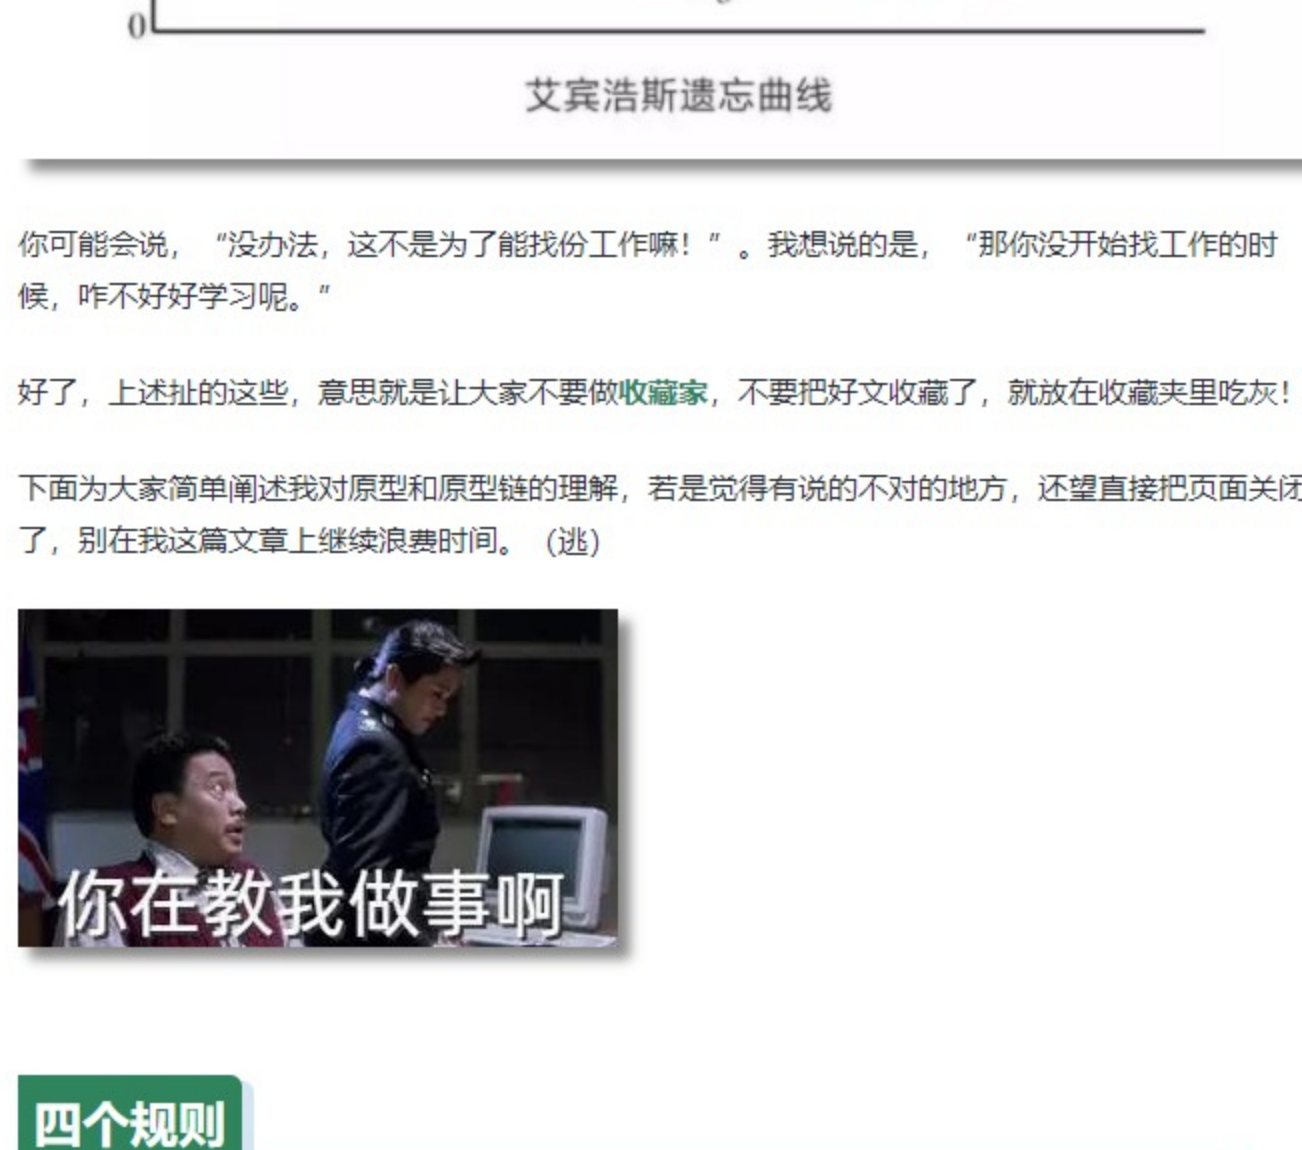 0
艾宾浩斯遗忘曲线
你可能会说，“没办法，这不是为了能找份工作嘛！”。我想说的是，“那你没开始找工作的时
候，咋不好好学习呢。”
好了，上述扯的这些，意思就是让大家不要做收藏家，不要把好文收藏了，就放在收藏夹里吃灰！
下面为大家简单阐述我对原型和原型链的理解，若是觉得有说的不对的地方，还望直接把页面关闭
了，别在我这篇文章上继续浪费时间。（逃）
你在教我做事啊
四个规则